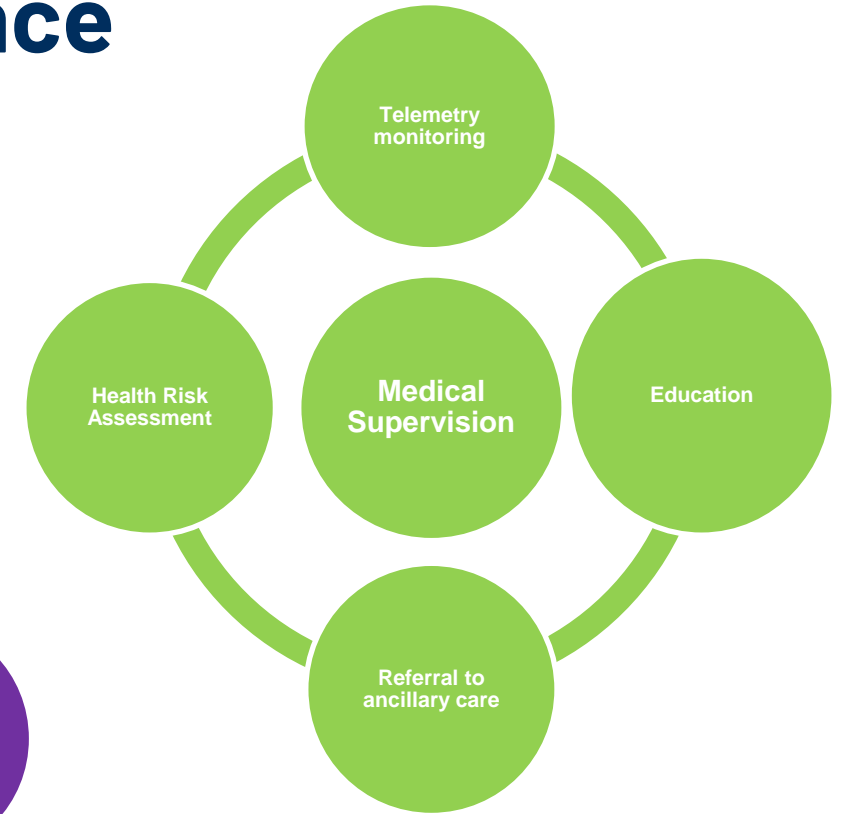 nce
Telemetry
monitoring
Health Risk
Assessment
Medical
Supervision
Education
Referral to
ancillary care